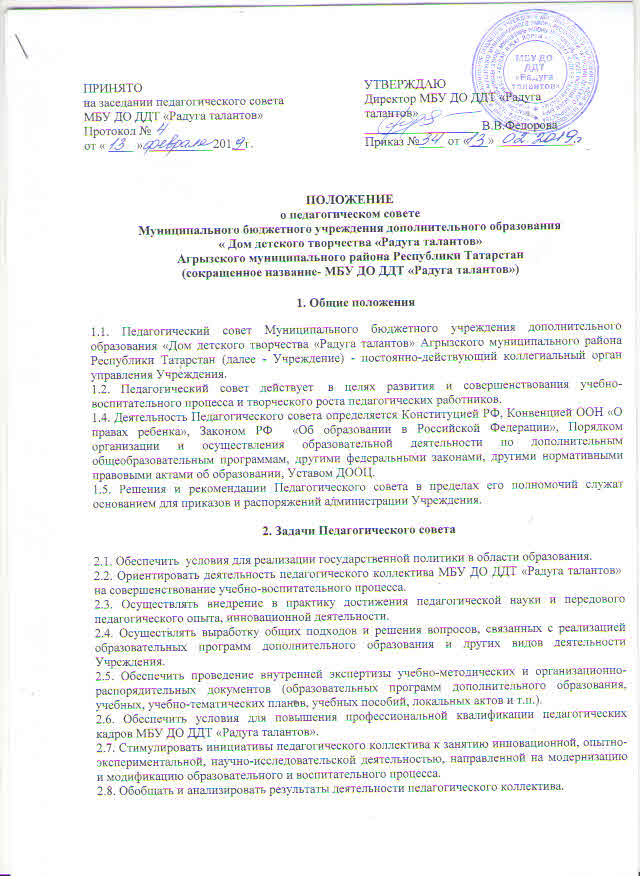 ПРИНЯТО
на заседании педагогического совета
МБУ ДО ДДТ «Радуга талантов»
Протокол № 4
от « 13 » февраля 2019г.
УТВЕРЖДАЮ
Директор МБУ ДО ДДТ «Радуга
талантов»
В.В.Федорова
Приказ № 34 от « 13 » 02.2019.г
МБУ ДО
ДДТ
«Радуга
талантов»
ПОЛОЖЕНИЕ
о педагогическом совете
Муниципального бюджетного учреждения дополнительного образования
« Дом детского творчества «Радуга талантов»
Агрызского муниципального района Республики Татарстан
(сокращенное название- МБУ ДО ДДТ «Радуга талантов»)
1. Общие положения
1.1. Педагогический совет Муниципального бюджетного учреждения дополнительного
образования «Дом детского творчества «Радуга талантов» Агрызского муниципального района
Республики Татарстан (далее - Учреждение) - постоянно-действующий коллегиальный орган
управления Учреждения.
1.2. Педагогический совет действует в целях развития и совершенствования учебно-
воспитательного процесса и творческого роста педагогических работников.
1.4. Деятельность Педагогического совета определяется Конституцией РФ, Конвенцией ООН «О
правах ребенка», Законом РФ «Об образовании в Российской Федерации», Порядком
организации и осуществления образовательной деятельности по дополнительным
общеобразовательным программам, другими федеральными законами, другими нормативными
правовыми актами об образовании, Уставом ДООЦ.
1.5. Решения и рекомендации Педагогического совета в пределах его полномочий служат
основанием для приказов и распоряжений администрации Учреждения.
2. Задачи Педагогического совета
2.1. Обеспечить условия для реализации государственной политики в области образования.
2.2. Ориентировать деятельность педагогического коллектива МБУ ДО ДДТ «Радуга талантов»
на совершенствование учебно-воспитательного процесса.
2.3. Осуществлять внедрение в практику достижения педагогической науки и передового
педагогического опыта, инновационной деятельности.
2.4. Осуществлять выработку общих подходов и решения вопросов, связанных с реализацией
образовательных программ дополнительного образования и других видов деятельности
Учреждения.
2.5. Обеспечить проведение внутренней экспертизы учебно-методических и организационно-
распорядительных документов (образовательных программ дополнительного образования,
учебных, учебно-тематических планов, учебных пособий, локальных актов и т.п.).
2.6. Обеспечить условия для повышения профессиональной квалификации педагогических
кадров МБУ ДО ДДТ «Радуга талантов».
2.7. Стимулировать инициативы педагогического коллектива к занятию инновационной, опытно-
экспериментальной, научно-исследовательской деятельностью, направленной на модернизацию
и модификацию образовательного и воспитательного процесса.
2.8. Обобщать и анализировать результаты деятельности педагогического коллектива.